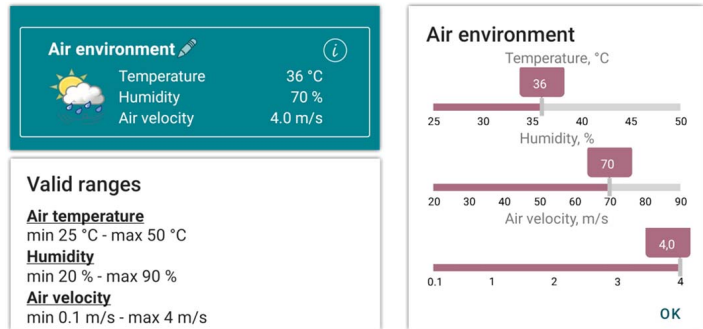 Air environment
Temperature 36 °C
Humidity 70 %
Air velocity 4.0 m/s
Valid ranges
Air temperature
min 25 °C - max 50 °C
Humidity
min 20 % - max 90 %
Air velocity
min 0.1 m/s - max 4 m/s
Air environment
Temperature, °C
36
25 30 35 40 45 50
Humidity, %
70
20 30 40 50 60 70 80 90
Air velocity, m/s
4,0
0.1 1 2 3 4
OK